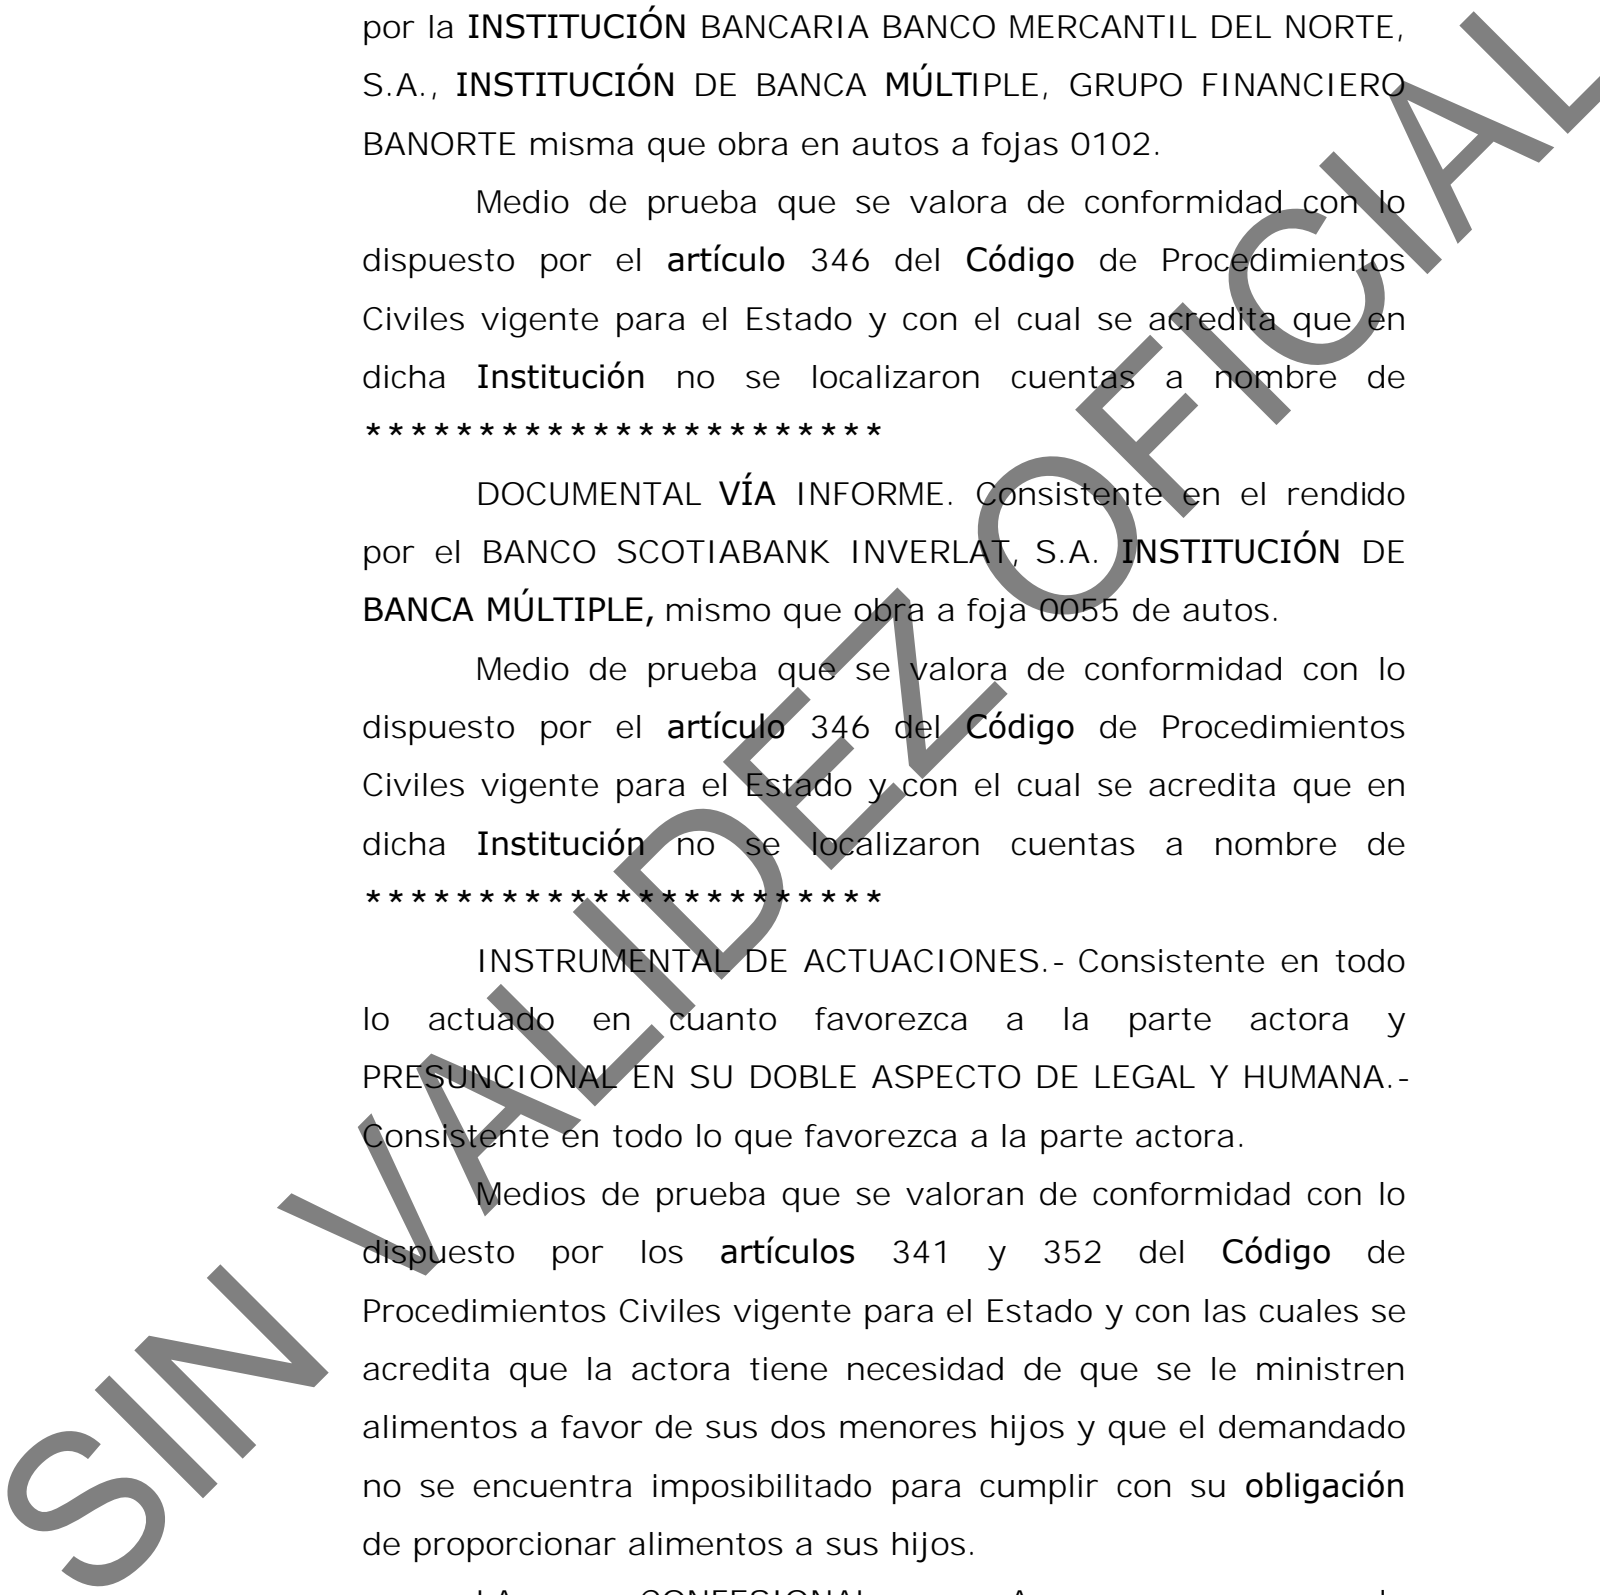 por la INSTITUCIÓN BANCARIA BANCO MERCANTIL DEL NORTE,
S.A., INSTITUCIÓN DE BANCA MÚLTIPLE, GRUPO FINANCIERO
BANORTE misma que obra en autos a fojas 0102.
Medio de prueba que se valora de conformidad con lo
dispuesto por el artículo 346 del Código de Procedimientos
Civiles vigente para el Estado y con el cual se acredita que en
dicha Institución no se localizaron cuentas a nombre de
***********************
DOCUMENTAL VÍA INFORME. Consistente en el rendido
por el BANCO SCOTIABANK INVERLAT, S.A. INSTITUCIÓN DE
BANCA MÚLTIPLE, mismo que obra a foja 0055 de autos.
Medio de prueba que se valora de conformidad con lo
dispuesto por el artículo 346 del Código de Procedimientos
Civiles vigente para el Estado y con el cual se acredita que en
dicha Institución no se localizaron cuentas a nombre de
***********************
INSTRUMENTAL DE ACTUACIONES.- Consistente en todo
lo actuado en cuanto favorezca a la parte actora y
PRESUNCIONAL EN SU DOBLE ASPECTO DE LEGAL Y HUMANA.-
Consistente en todo lo que favorezca a la parte actora.
Medios de prueba que se valoran de conformidad con lo
dispuesto por los artículos 341 y 352 del Código de
Procedimientos Civiles vigente para el Estado y con las cuales se
acredita que la actora tiene necesidad de que se le ministren
alimentos a favor de sus dos menores hijos y que el demandado
no se encuentra imposibilitado para cumplir con su obligación
de proporcionar alimentos a sus hijos.
SIN VALIDEZ OFICIAL